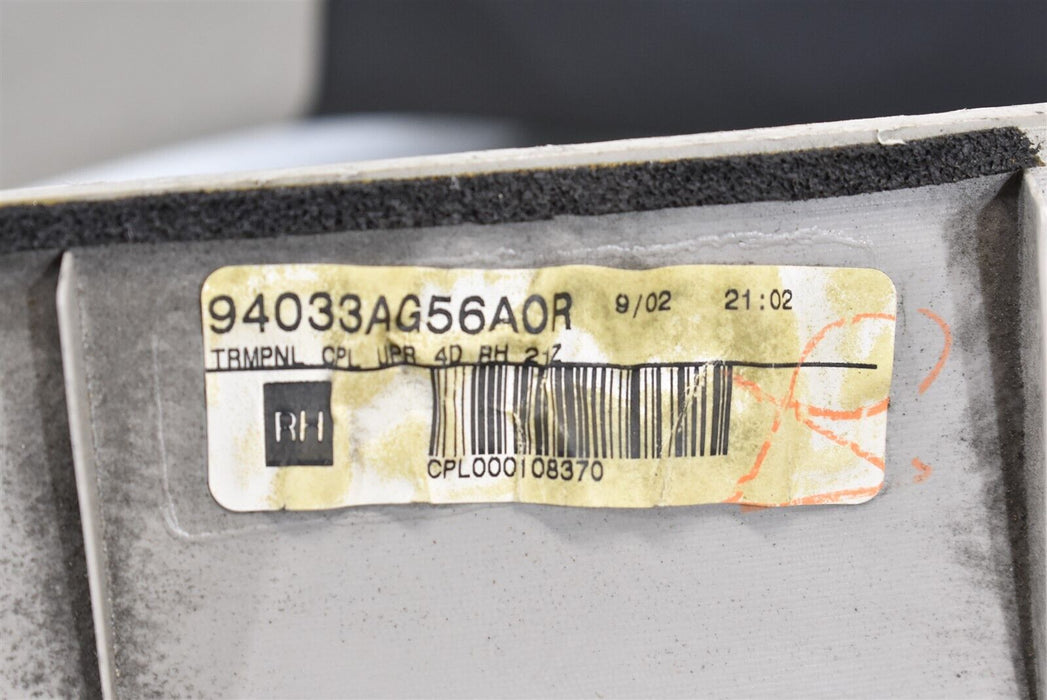 94033AG56A0R 9/02 21:02
TRMPNL CPL UPR 4D RH 21Z
RH
CPL000108370